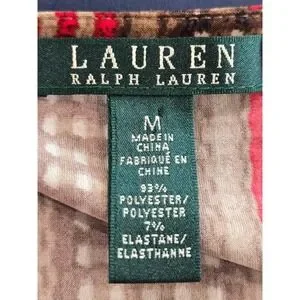 LAUREN
RALPH LAUREN
M
MADE IN
CHINA
FABRIQUÉ EN
CHINE
93%
POLYESTER/
POLYESTER
7%
ELASTANE/
ELASTHANNE